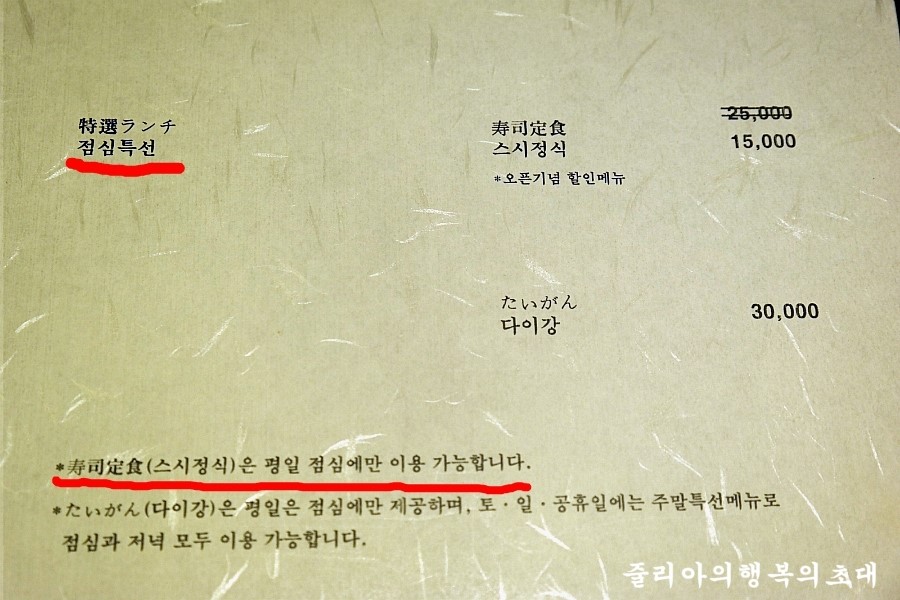 特選ランチ
점심특선
寿司定食
스시정식
25,000
15,000
*오픈기념 할인메뉴
たいがん
다이강
30,000
*寿司定食(스시정식)은 평일 점심에만 이용 가능합니다.
*たいがん(다이강)은 평일은 점심에만 제공하며, 토·일·공휴일에는 주말특선메뉴로
점심과 저녁 모두 이용 가능합니다.
줄리아의행복의초대